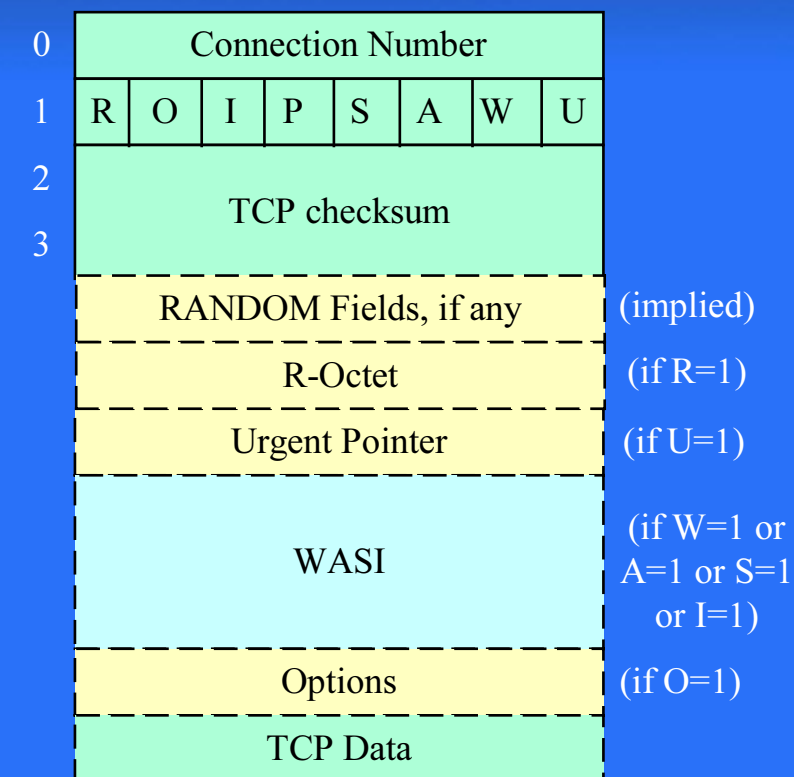 0 Connection Number
1 R O I P S A W U
2
TCP checksum
3
RANDOM Fields, if any (implied)
R-Octet (if R=1)
Urgent Pointer (if U=1)
(if W=1 or
WASI A=1 or S=1
or I=1)
Options (if O=1)
TCP Data